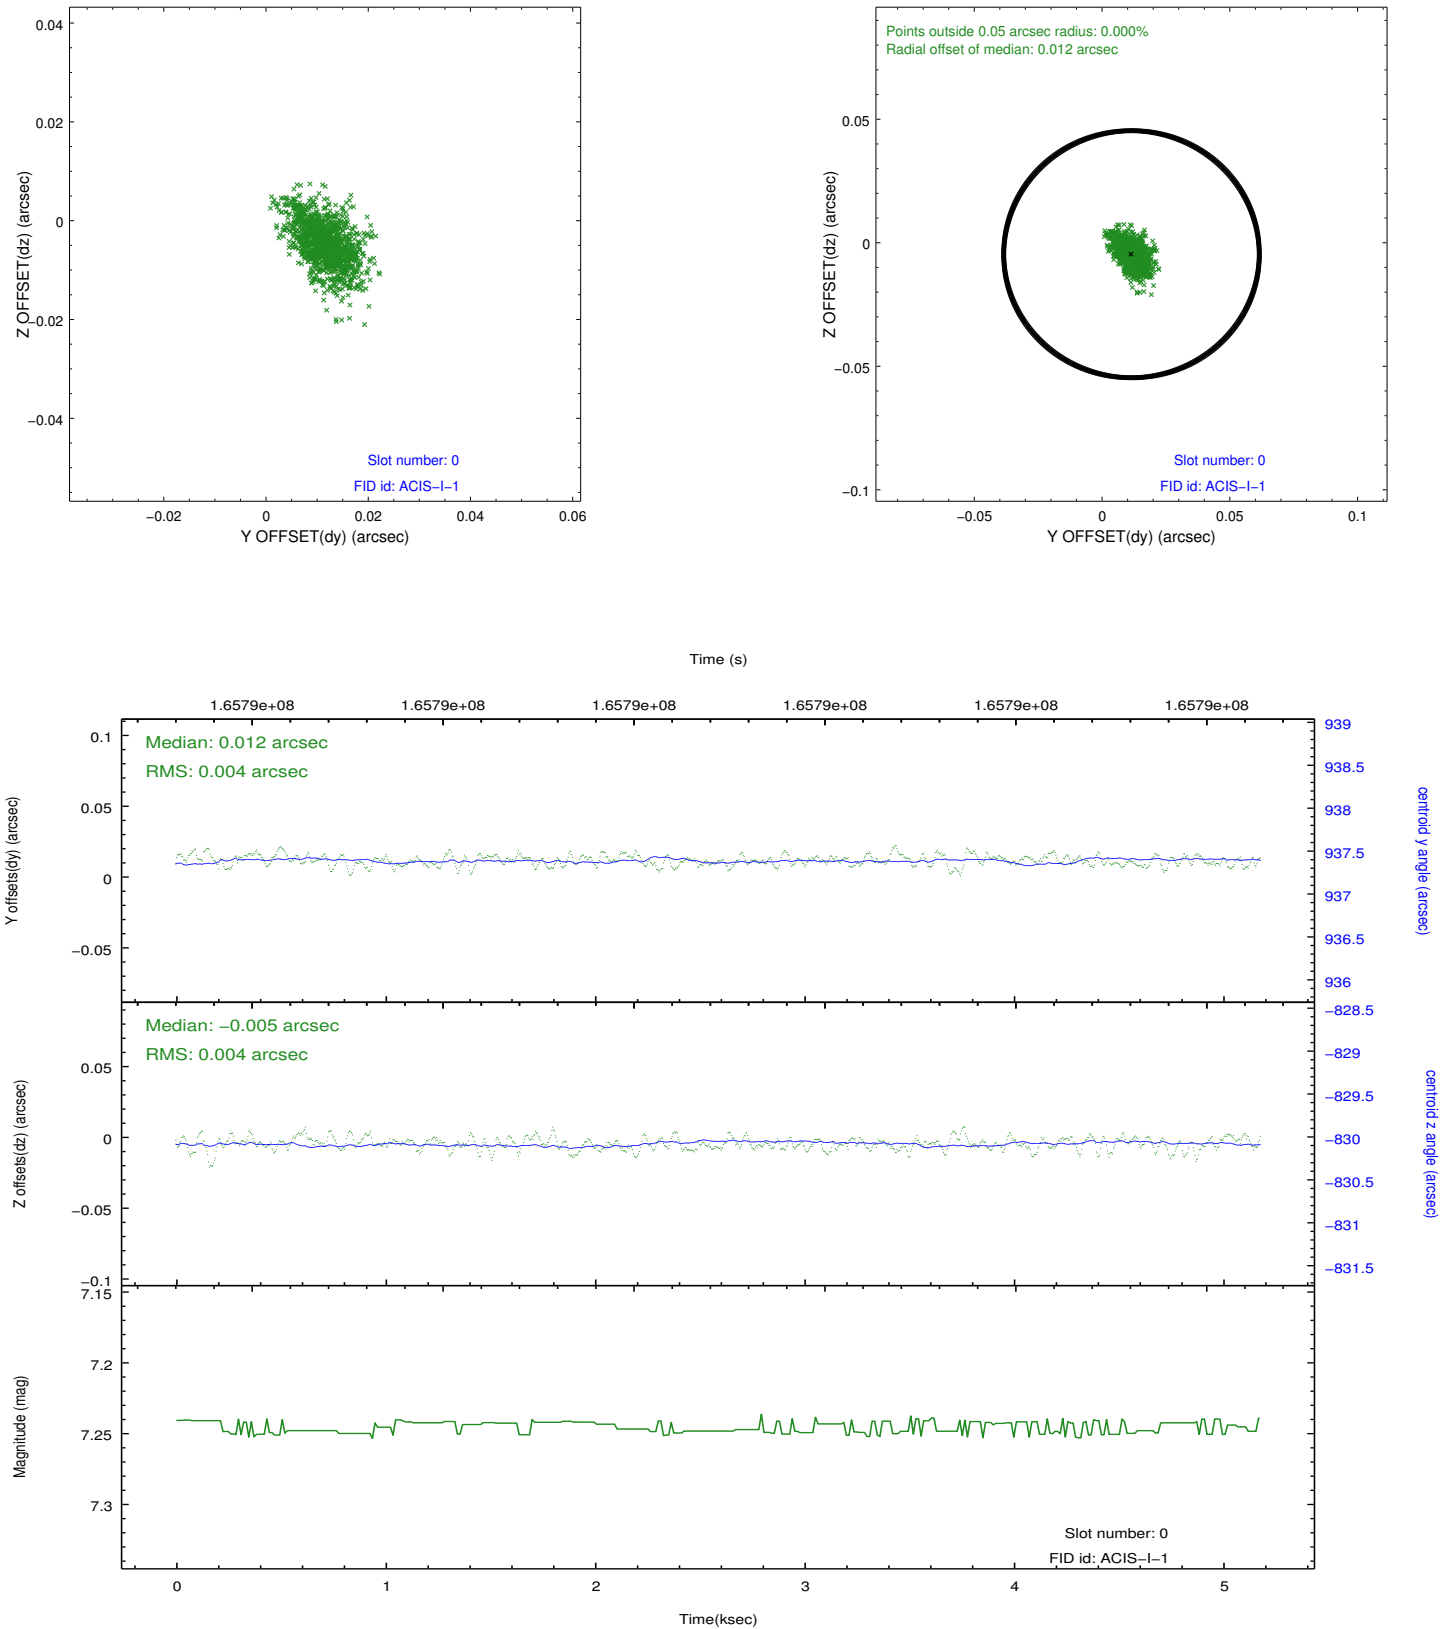 0.04
0.02
0
−0.02
−0.04
Z OFFSET(dz) (arcsec)
Slot number: 0
FID id: ACIS−I−1
−0.02
0
0.02
0.04
0.06
Y OFFSET(dy) (arcsec)
Points outside 0.05 arcsec radius: 0.000%
Radial offset of median: 0.012 arcsec
0.05
0
−0.05
−0.1
Z OFFSET(dz) (arcsec)
Slot number: 0
FID id: ACIS−I−1
−0.05
0
0.05
0.1
Y OFFSET(dy) (arcsec)
Time (s)
1.6579e+08
1.6579e+08
1.6579e+08
1.6579e+08
1.6579e+08
1.6579e+08
Median: 0.012 arcsec
RMS: 0.004 arcsec
0.1
0.05
0
−0.05
Y offsets(dy) (arcsec)
939
938.5
938
937.5
937
936.5
936
centroid y angle (arcsec)
Median: −0.005 arcsec
RMS: 0.004 arcsec
0.05
0
−0.05
−0.1
Z offsets(dz) (arcsec)
−828.5
−829
−829.5
−830
−830.5
−831
−831.5
centroid z angle (arcsec)
7.15
7.2
7.25
7.3
Magnitude (mag)
Slot number: 0
FID id: ACIS−I−1
0
1
2
3
4
5
Time(ksec)